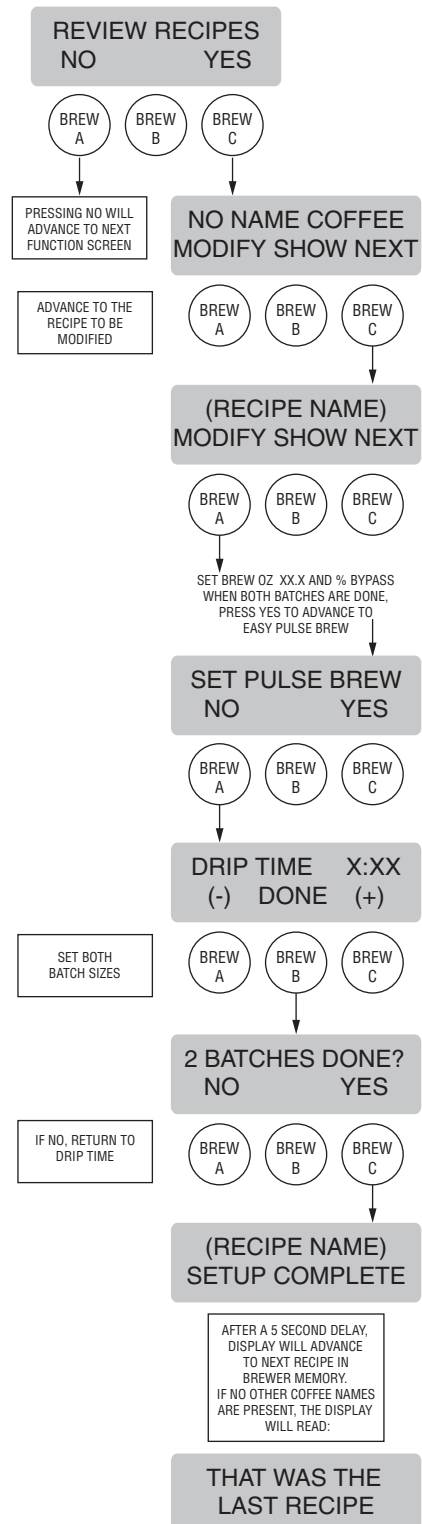 REVIEW RECIPES
NO YES
BREW
A
BREW
B
BREW
C
PRESSING NO WILL
ADVANCE TO NEXT
FUNCTION SCREEN
NO NAME COFFEE
MODIFY SHOW NEXT
ADVANCE TO THE
RECIPE TO BE
MODIFIED
BREW
A
BREW
B
BREW
C
(RECIPE NAME)
MODIFY SHOW NEXT
BREW
A
BREW
B
BREW
C
SET BREW OZ XX.X AND % BYPASS
WHEN BOTH BATCHES ARE DONE,
PRESS YES TO ADVANCE TO
EASY PULSE BREW
SET PULSE BREW
NO YES
BREW
A
BREW
B
BREW
C
DRIP TIME X:XX
(-) DONE (+)
SET BOTH
BATCH SIZES
BREW
A
BREW
B
BREW
C
2 BATCHES DONE?
NO YES
IF NO, RETURN TO
DRIP TIME
BREW
A
BREW
B
BREW
C
(RECIPE NAME)
SETUP COMPLETE
AFTER A 5 SECOND DELAY,
DISPLAY WILL ADVANCE
TO NEXT RECIPE IN
BREWER MEMORY.
IF NO OTHER COFFEE NAMES
ARE PRESENT, THE DISPLAY
WILL READ:
THAT WAS THE
LAST RECIPE